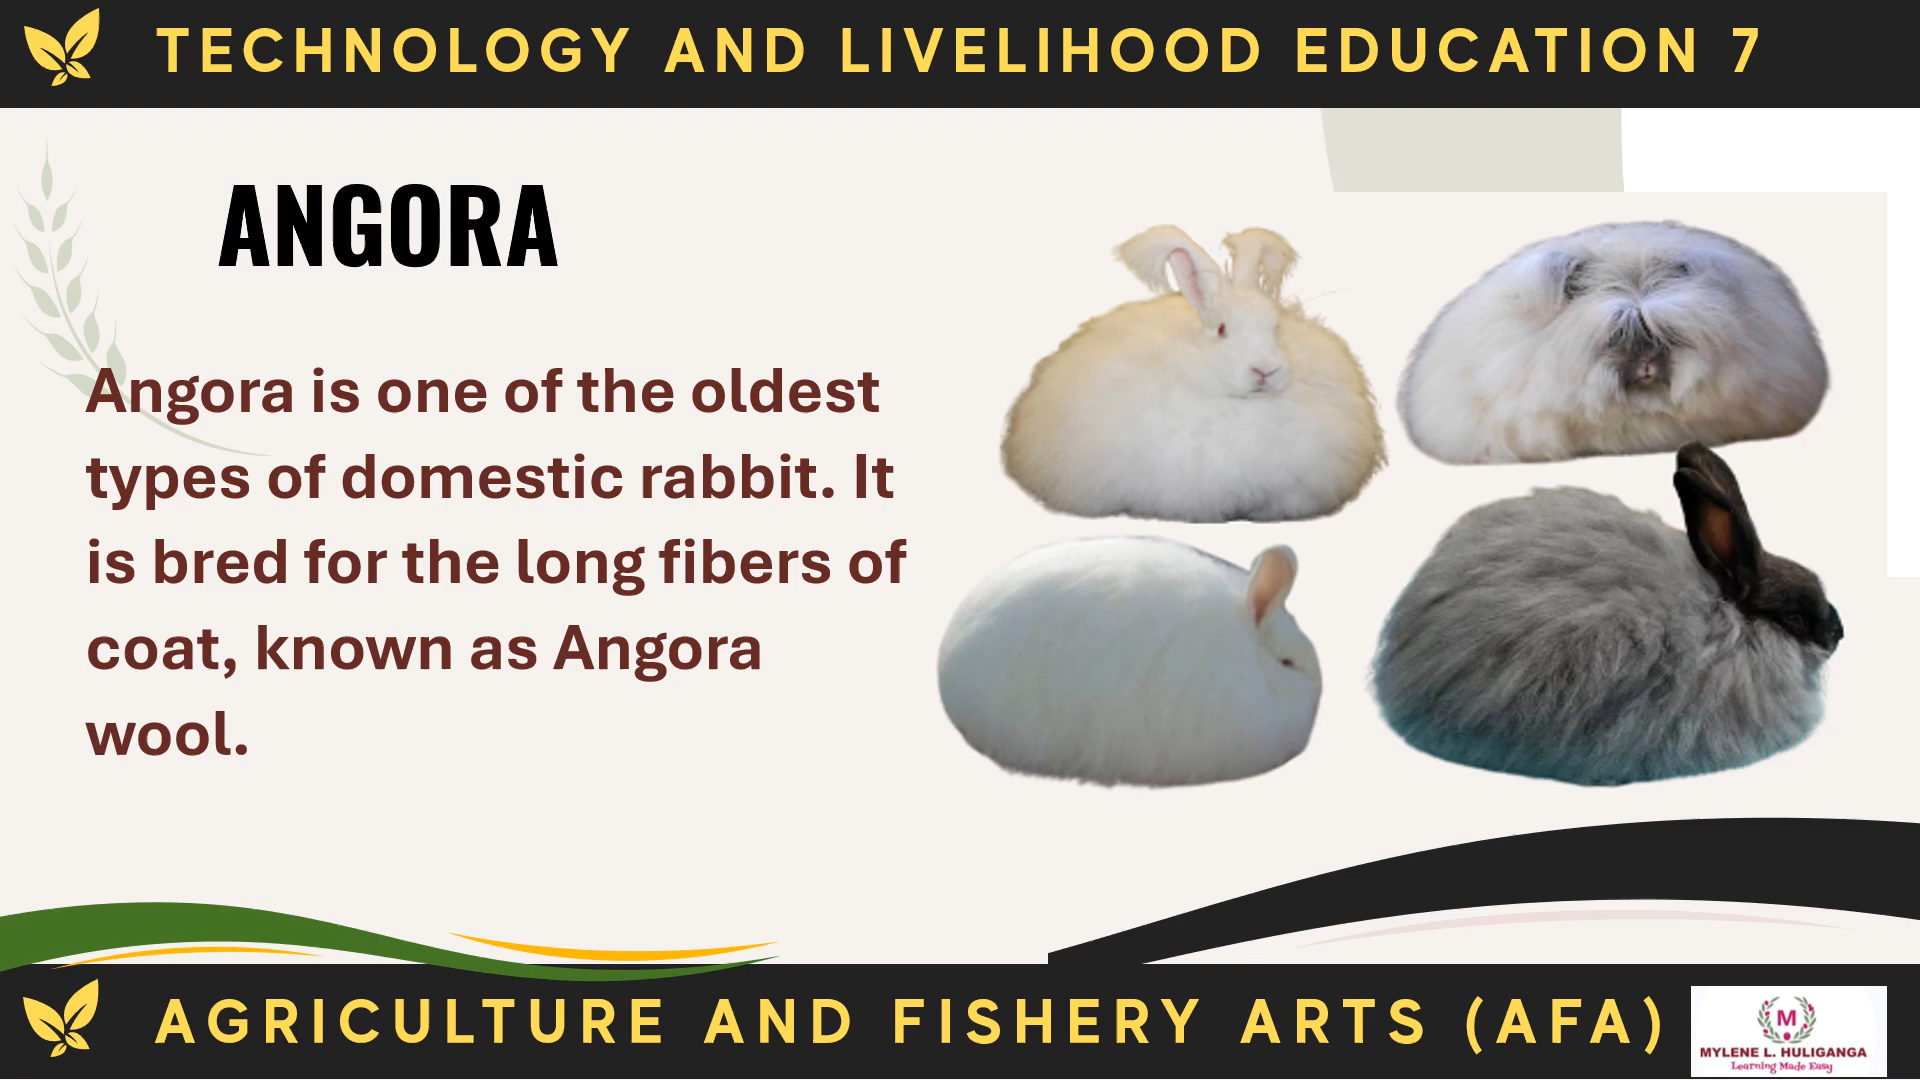 TECHNOLOGY AND LIVELIHOOD EDUCATION 7
ANGORA
Angora is one of the oldest
types of domestic rabbit. It
is bred for the long fibers of
coat, known as Angora
wool.
AGRICULTURE AND FISHERY ARTS (AFA)
M
MYLENE L. HULIGANGA
Learning Made Easy